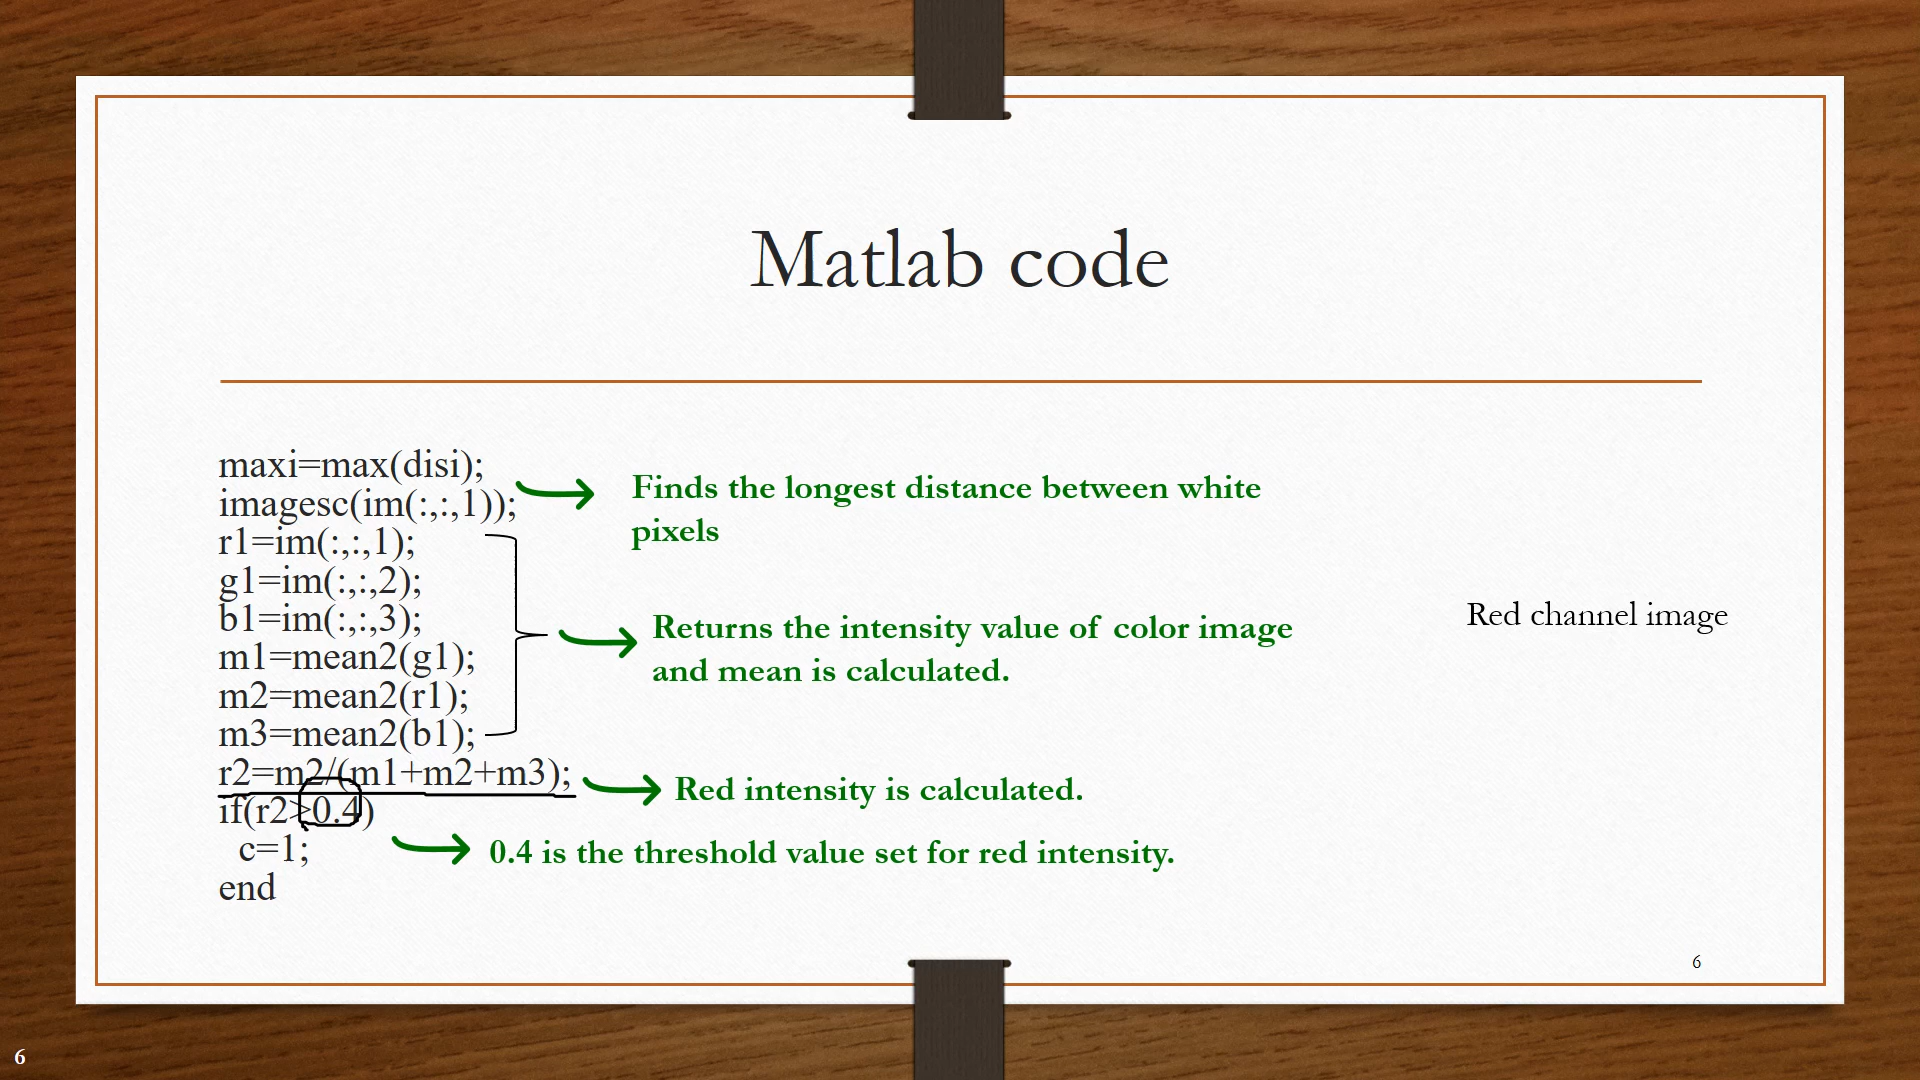 Matlab code
maxi=max(disi);
imagesc(im(:,:,1));
r1=im(:,:,1);
g1=im(:,:,2);
b1=im(:,:,3);
m1=mean2(g1);
m2=mean2(r1);
m3=mean2(b1);
r2=m2/(m1+m2+m3);
if(r2>0.4)
c=1;
end
Finds the longest distance between white
pixels
Returns the intensity value of color image
and mean is calculated.
Red intensity is calculated.
0.4 is the threshold value set for red intensity.
Red channel image
6
6